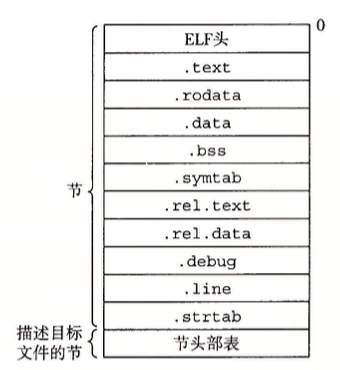 0
ELF头
.text
.rodata
.data
.bss
.symtab
节
.rel.text
.rel.data
.debug
.line
.strtab
描述目标
文件的节
节头部表